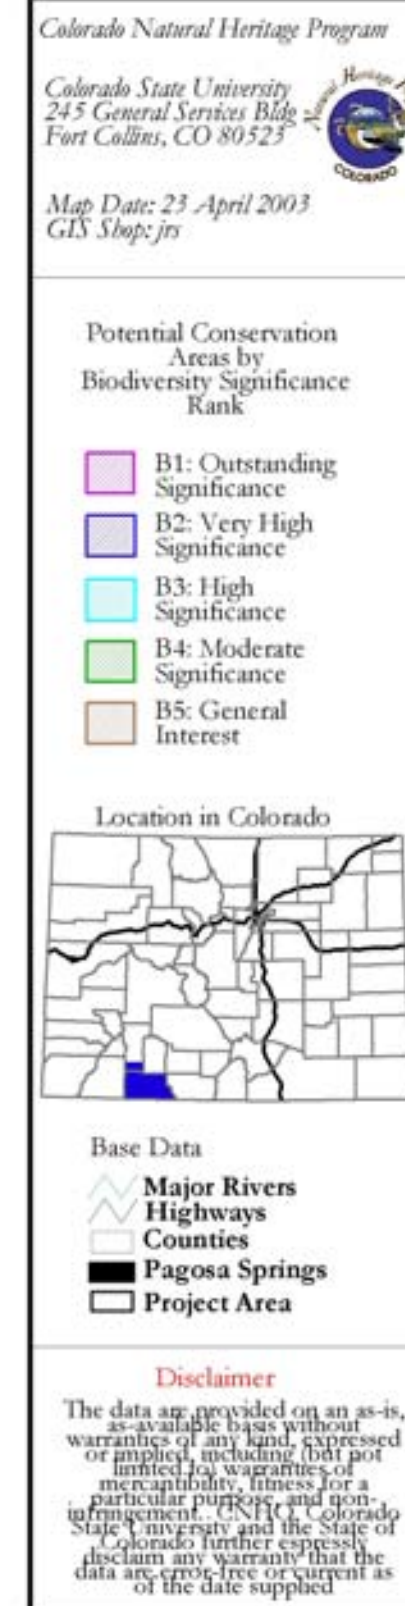 Colorado Natural Heritage Program
Colorado State University
245 General Services Bldg
Fort Collins, CO 80523
Natural Heritage
COLORADO
Map Date: 23 April 2003
GIS Shop: jrs
Potential Conservation
Areas by
Biodiversity Significance
Rank
B1: Outstanding
Significance
B2: Very High
Significance
B3: High
Significance
B4: Moderate
Significance
B5: General
Interest
Location in Colorado
Base Data
Major Rivers
Highways
Counties
Pagosa Springs
Project Area
Disclaimer
The data are provided on an as-is,
as-available basis without
warranties of any kind, expressed
or implied, including (but not
limited to) warranties of
mercantibility, fitness for a
particular purpose, and non-
infringement. CNHO, Colorado
State University and the State of
Colorado further espressly
disclaim any warranty that the
data are error-free or current as
of the date supplied